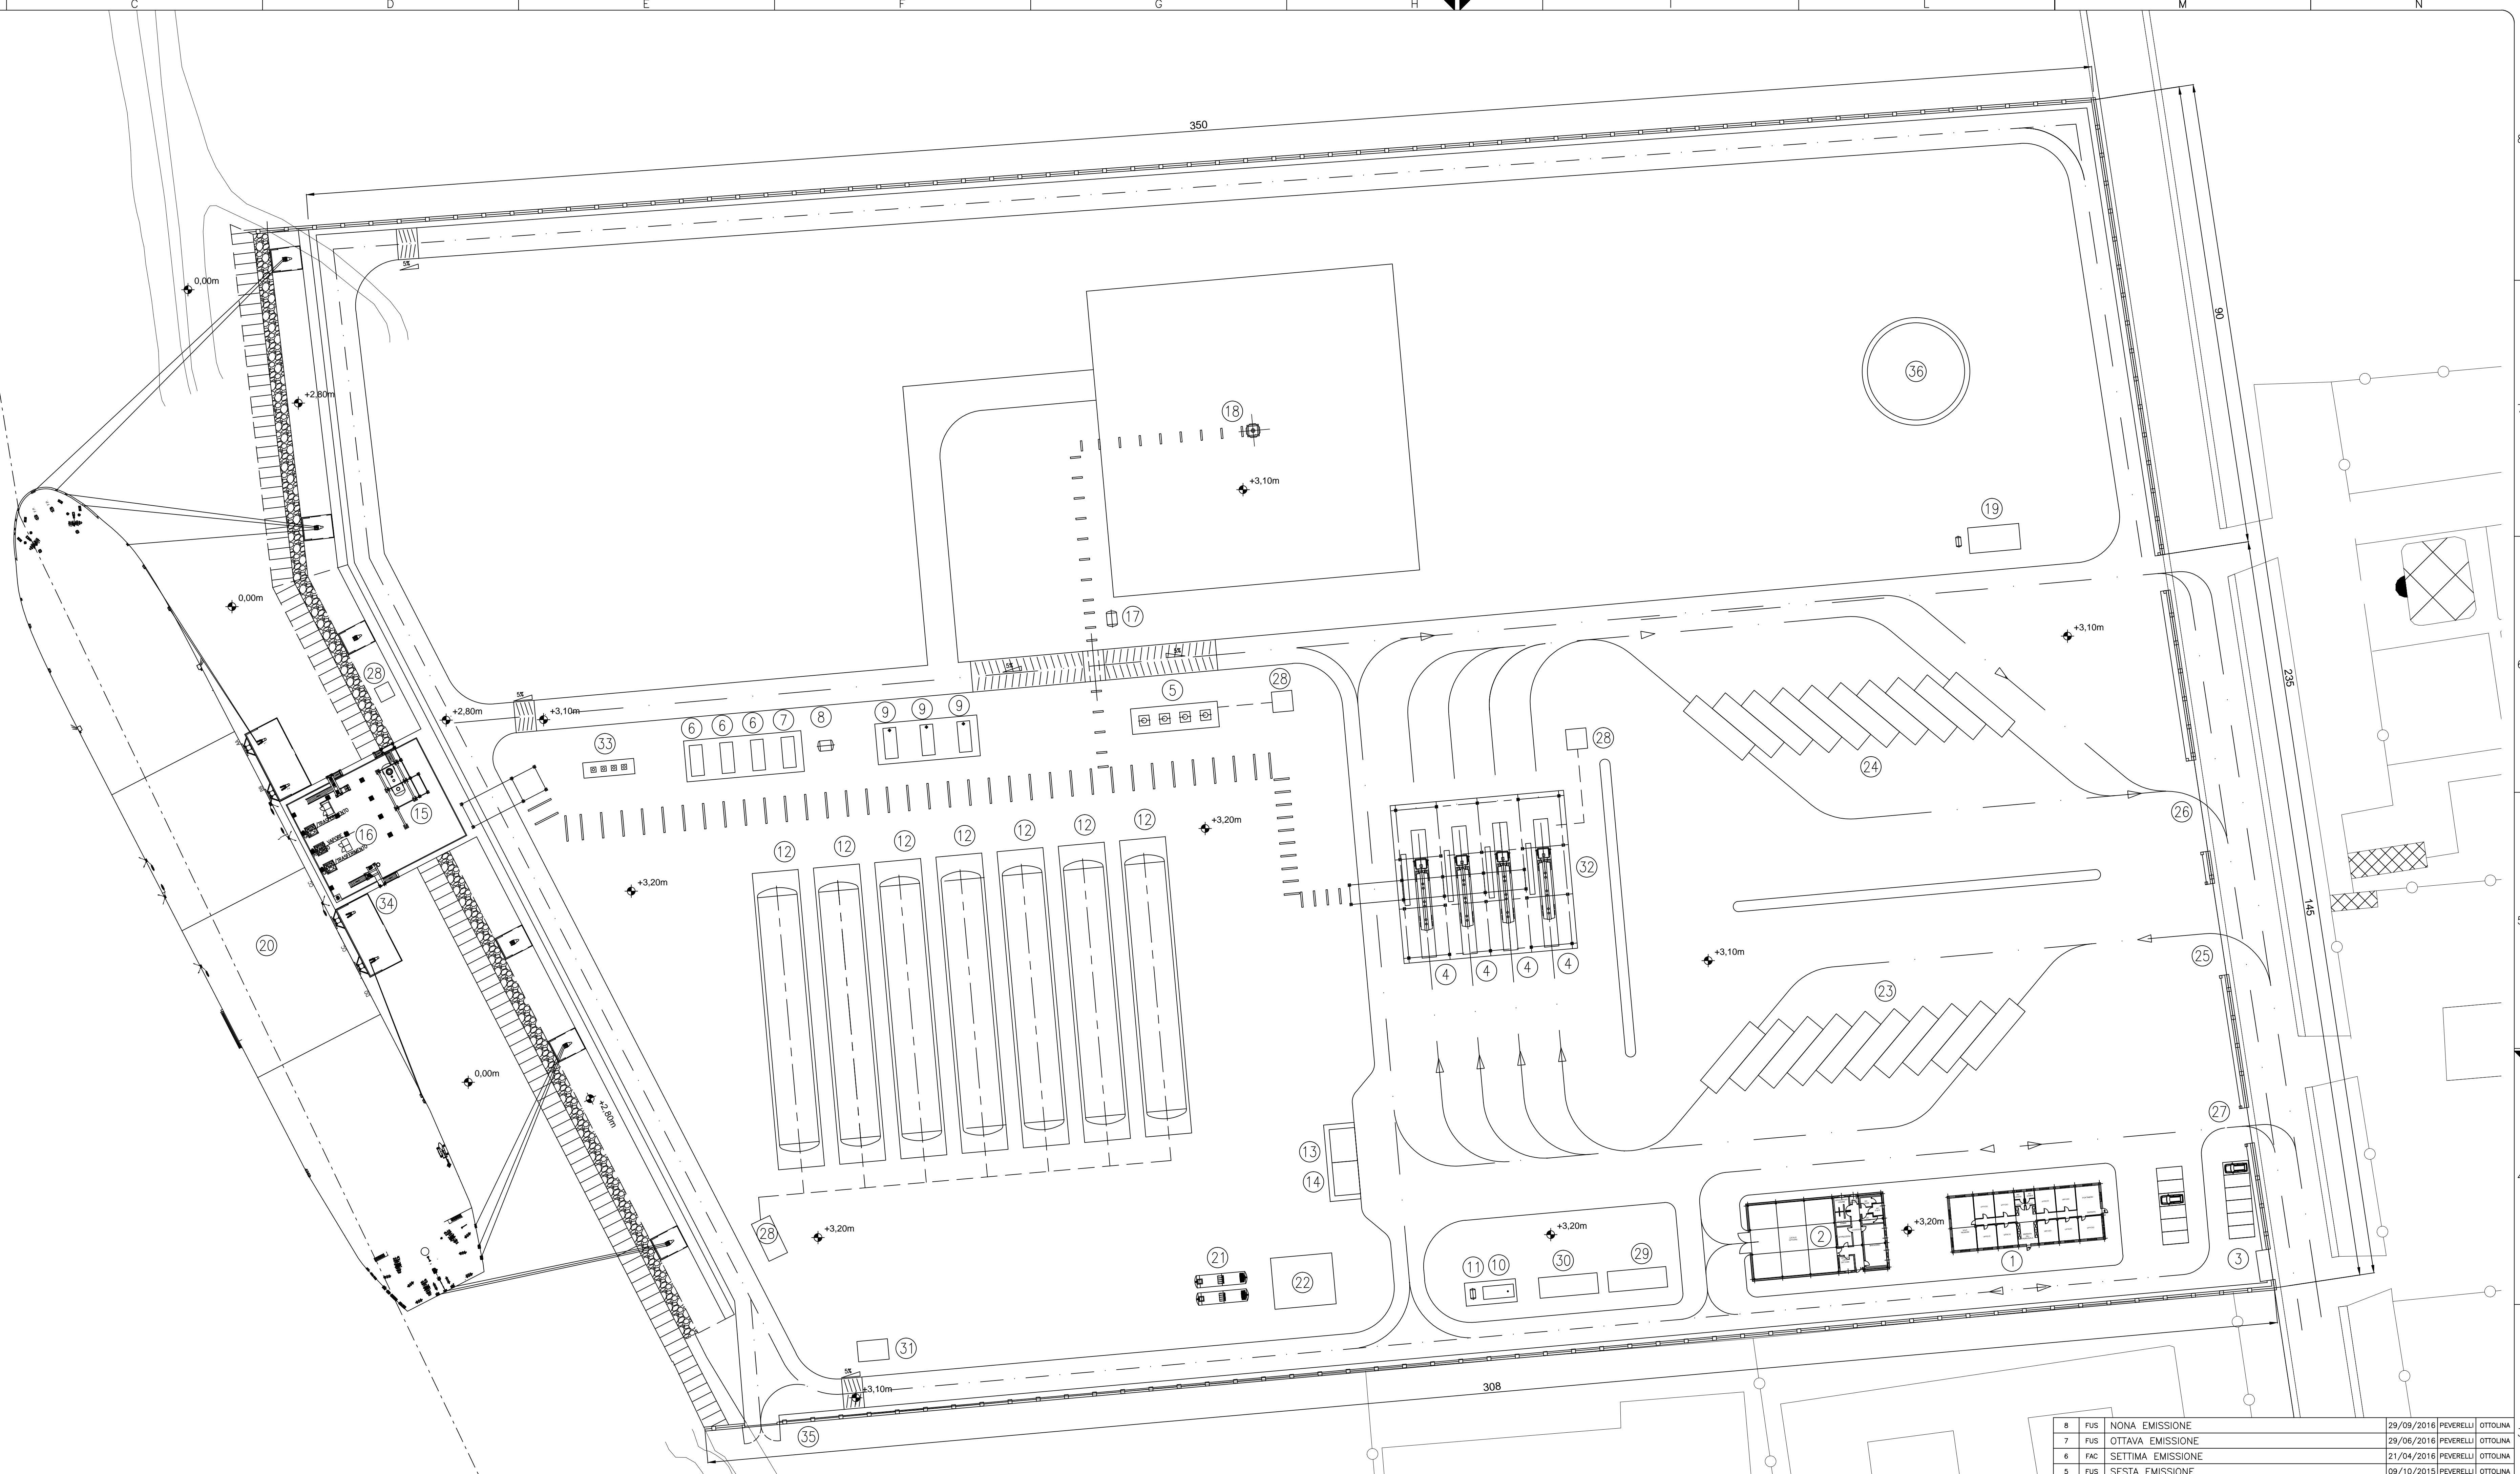 C D E F G H I L M N
350
90
8
0,00m
5%
+2,80m
36
18
+3,10m
19
17
0,00m
+3,10m
235
6
28
5%
5%
5
28
+2,80m
5%
+3,10m
6 6 6 7 8 9 9 9
33
28
24
15
16
VAPORE
26
12 12 12 12 12 12 12
+3,20m
+3,20m
32
34
20
145
5
25
+3,10m
4 4 4 4
23
0,00m
+2,80m
27
13
14
4
28
+3,20m
+3,20m
+3,20m
2
1
3
21
22
11 10
30
29
31
5%
+3,10m
308
35
8 FUS NONA EMISSIONE 29/09/2016 PEVERELLI OTTOLINA
7 FUS OTTAVA EMISSIONE 29/06/2016 PEVERELLI OTTOLINA
6 FAC SETTIMA EMISSIONE 21/04/2016 PEVERELLI OTTOLINA
5 FUS SESTA EMISSIONE 09/10/2015 PEVERELLI OTTOLINA